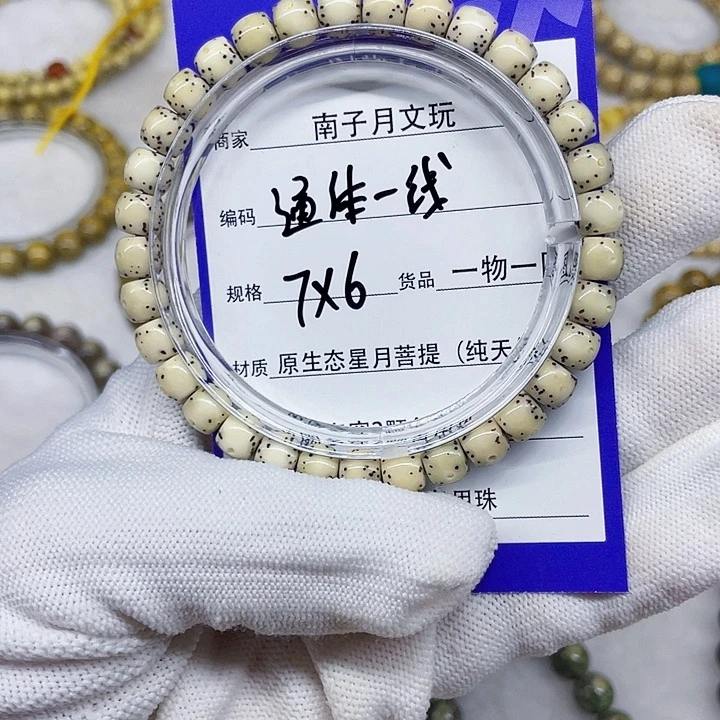 商家 南子月文玩
编码 通体一线
规格 7X6 货品 一物一
材质 原生态星月菩提（纯天
用珠